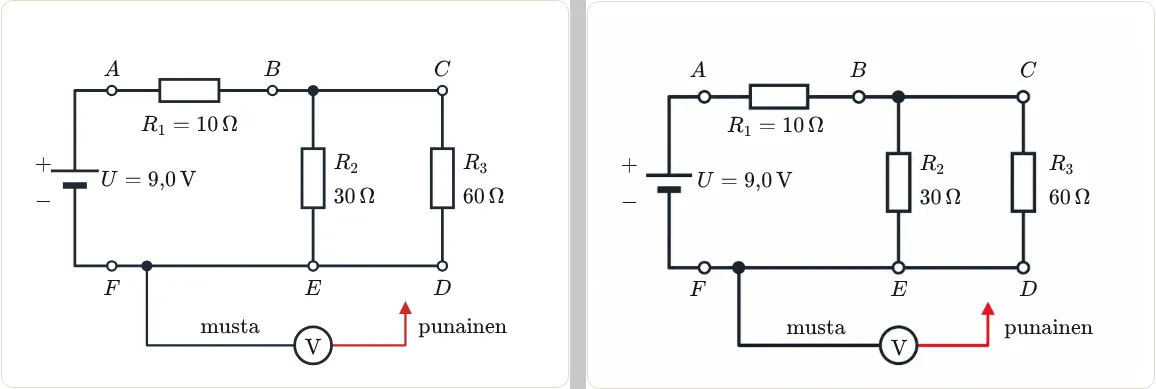 A B C
R₁ = 10 Ω
+
U = 9,0 V
−
R₂
30 Ω
R₃
60 Ω
F E D
musta
V
punainen
A B C
R₁ = 10 Ω
+
U = 9,0 V
−
R₂
30 Ω
R₃
60 Ω
F E D
musta
V
punainen